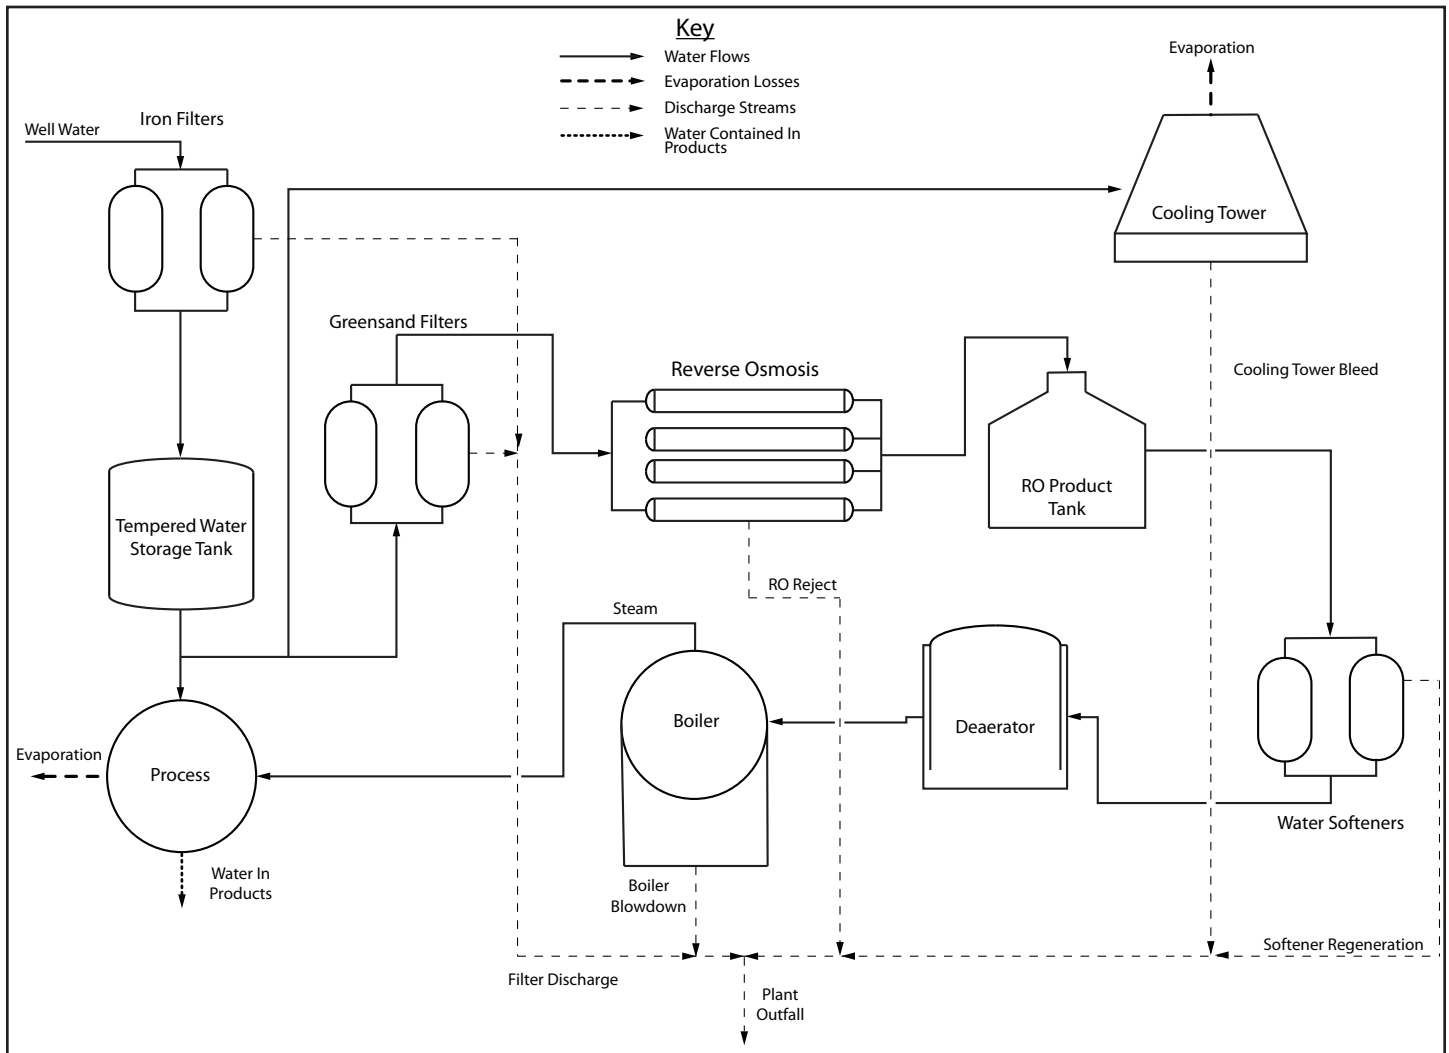 Key
Water Flows
Evaporation Losses
Discharge Streams
Water Contained In
Products
Evaporation
Iron Filters
Well Water
Cooling Tower
Greensand Filters
Reverse Osmosis
Cooling Tower Bleed
RO Product
Tank
Tempered Water
Storage Tank
RO Reject
Steam
Boiler
Deaerator
Evaporation
Process
Water Softeners
Water In
Products
Boiler
Blowdown
Softener Regeneration
Filter Discharge
Plant
Outfall